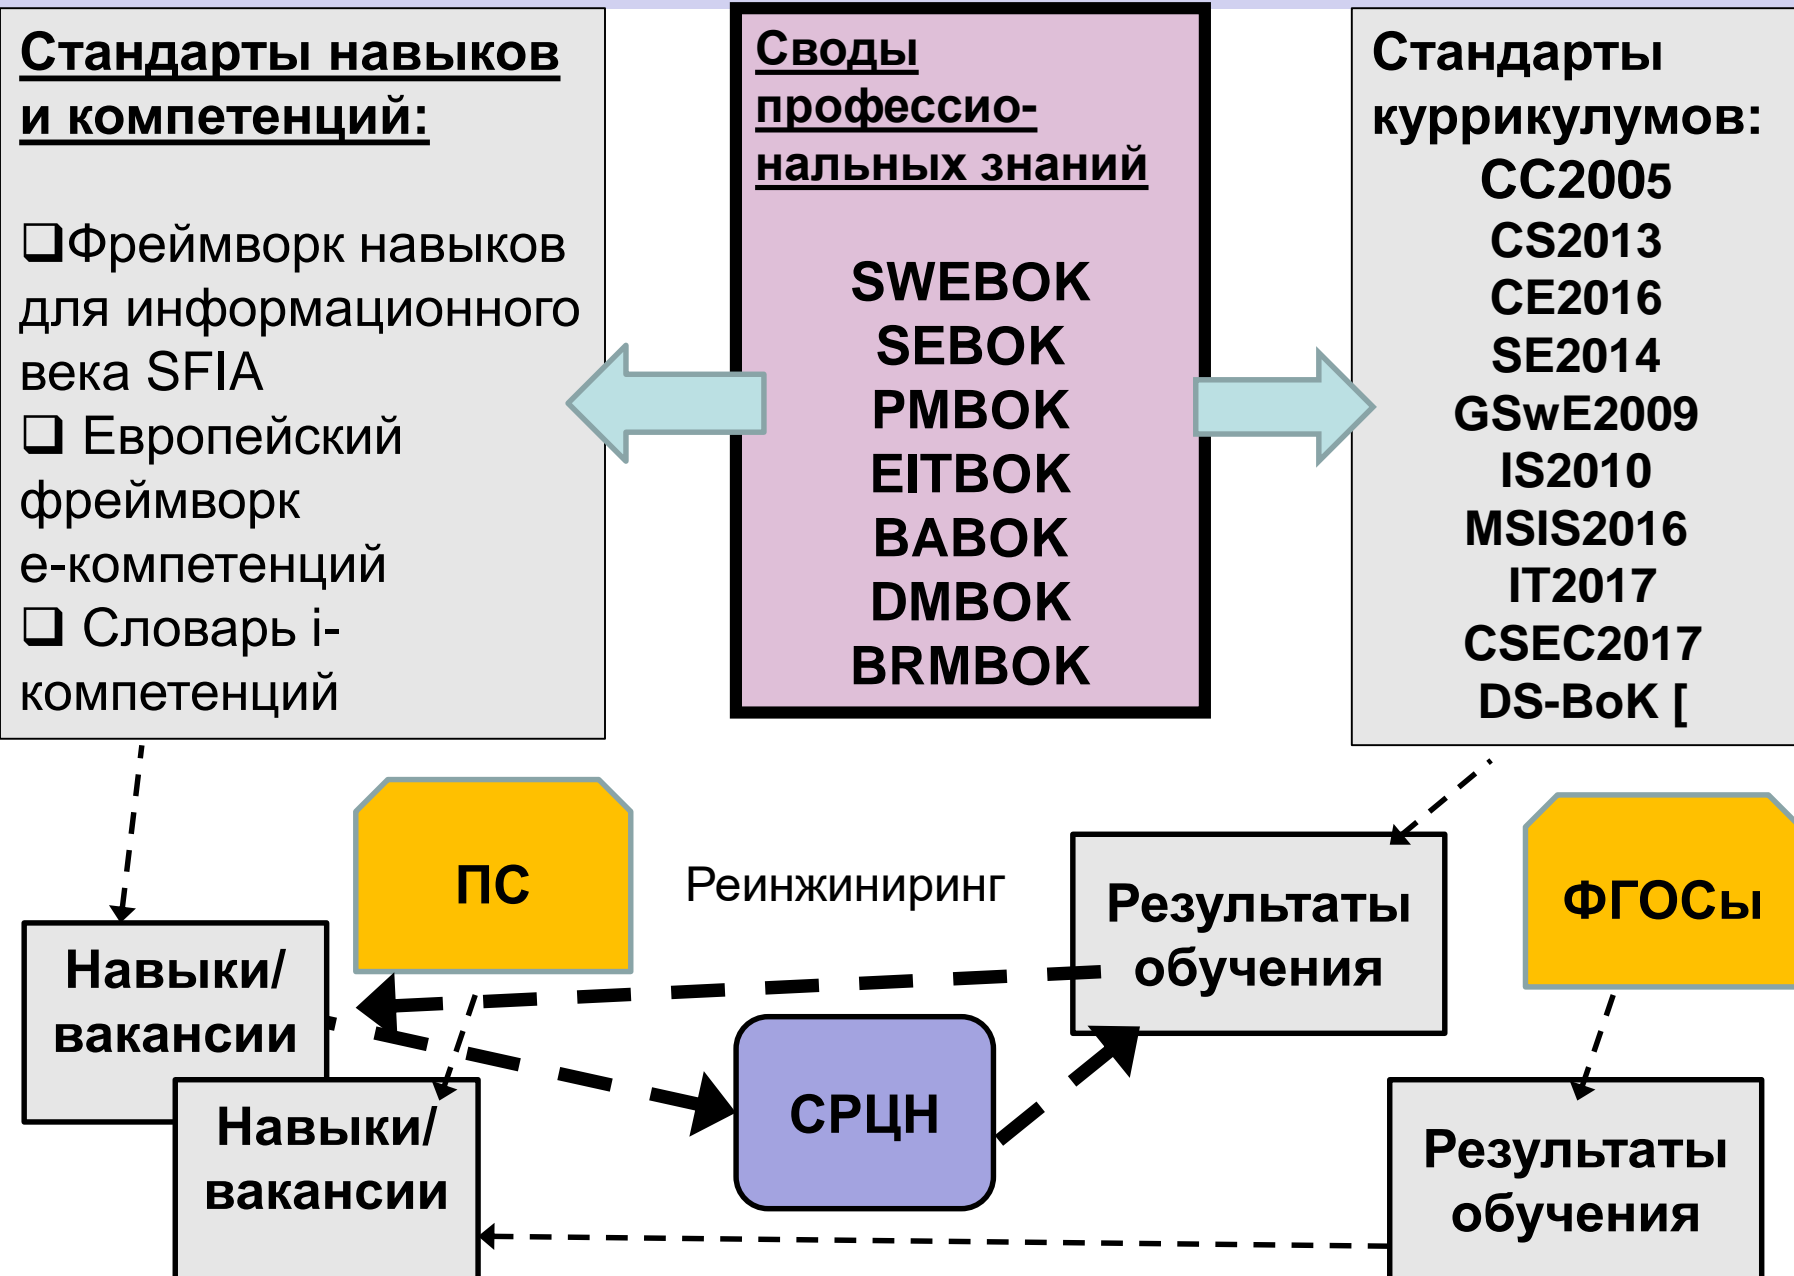 Стандарты навыков
и компетенций:
❑Фреймворк навыков
для информационного
века SFIA
❑ Европейский
фреймворк
е-компетенций
❑ Словарь i-
компетенций
Своды
профессио-
нальных знаний
SWEBOK
SEBOK
PMBOK
EITBOK
BABOK
DMBOK
BRMBOK
Стандарты
куррикулумов:
CC2005
CS2013
CE2016
SE2014
GSwE2009
IS2010
MSIS2016
IT2017
CSEC2017
DS-BoK [
ПС
Реинжиниринг
Результаты
обучения
ФГОСы
Навыки/
вакансии
СРЦН
Навыки/
вакансии
Результаты
обучения